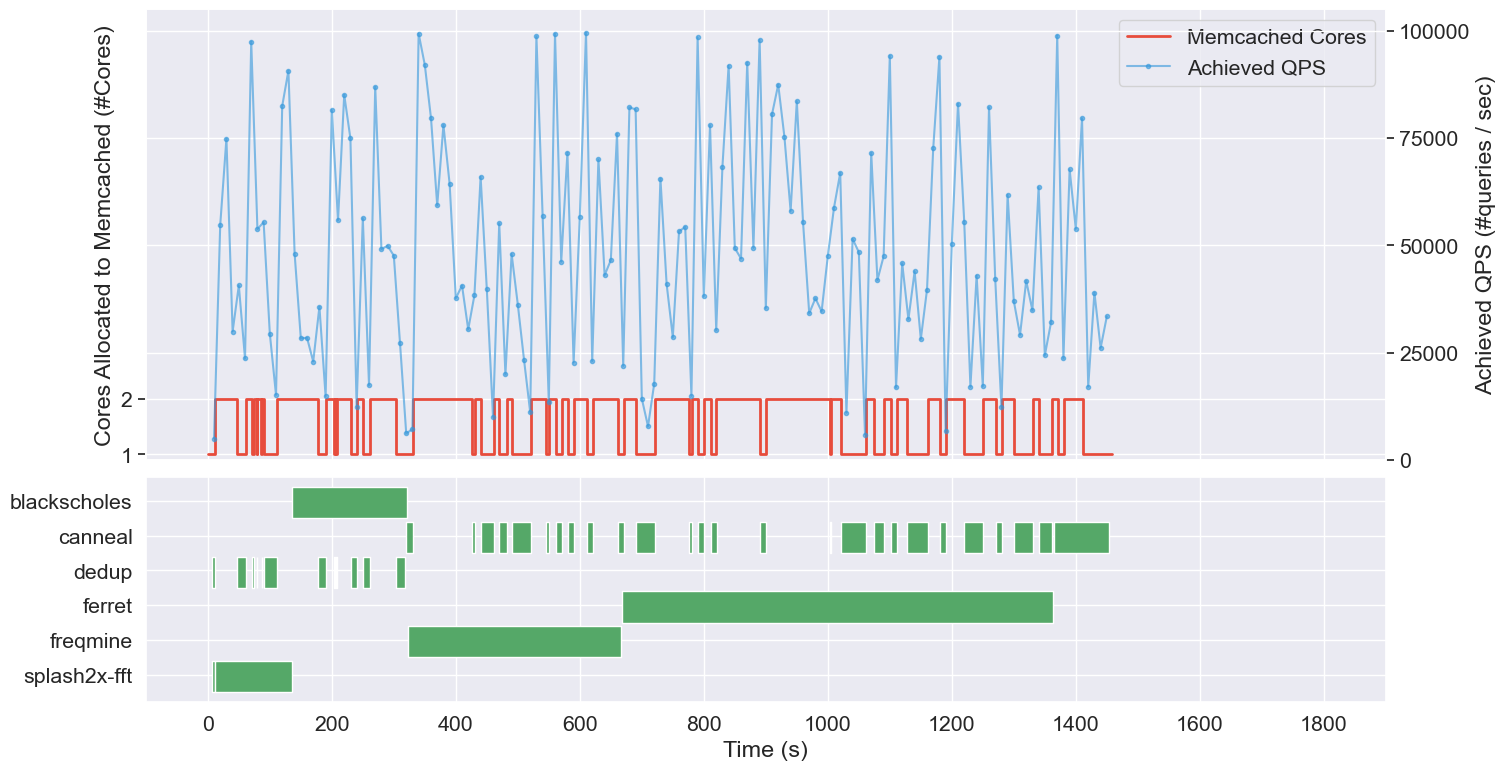 Cores Allocated to Memcached (#Cores)
2
1
Memcached Cores
Achieved QPS
100000
75000
50000
25000
0
Achieved QPS (#queries / sec)
blackscholes
canneal
dedup
ferret
freqmine
splash2x-fft
0 200 400 600 800 1000 1200 1400 1600 1800
Time (s)